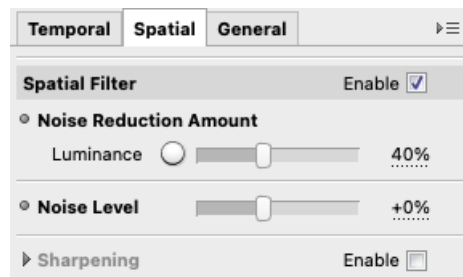 Temporal Spatial General
Spatial Filter Enable
Noise Reduction Amount
Luminance 40%
Noise Level +0%
Sharpening Enable